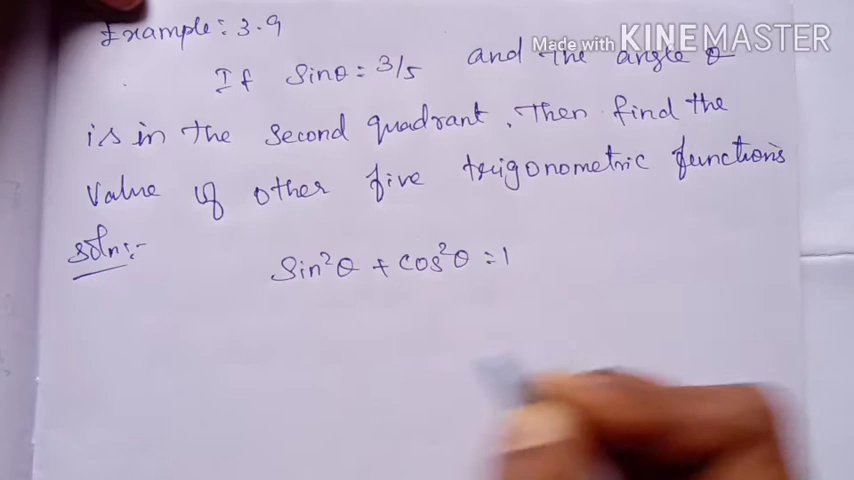 Example: 3.9
Made with KINEMASTER
If Sinθ = 3/5 and the angle θ
is in the second quadrant, Then find the
Value of other five trigonometric functions
Soln:-
Sin²θ + cos²θ = 1